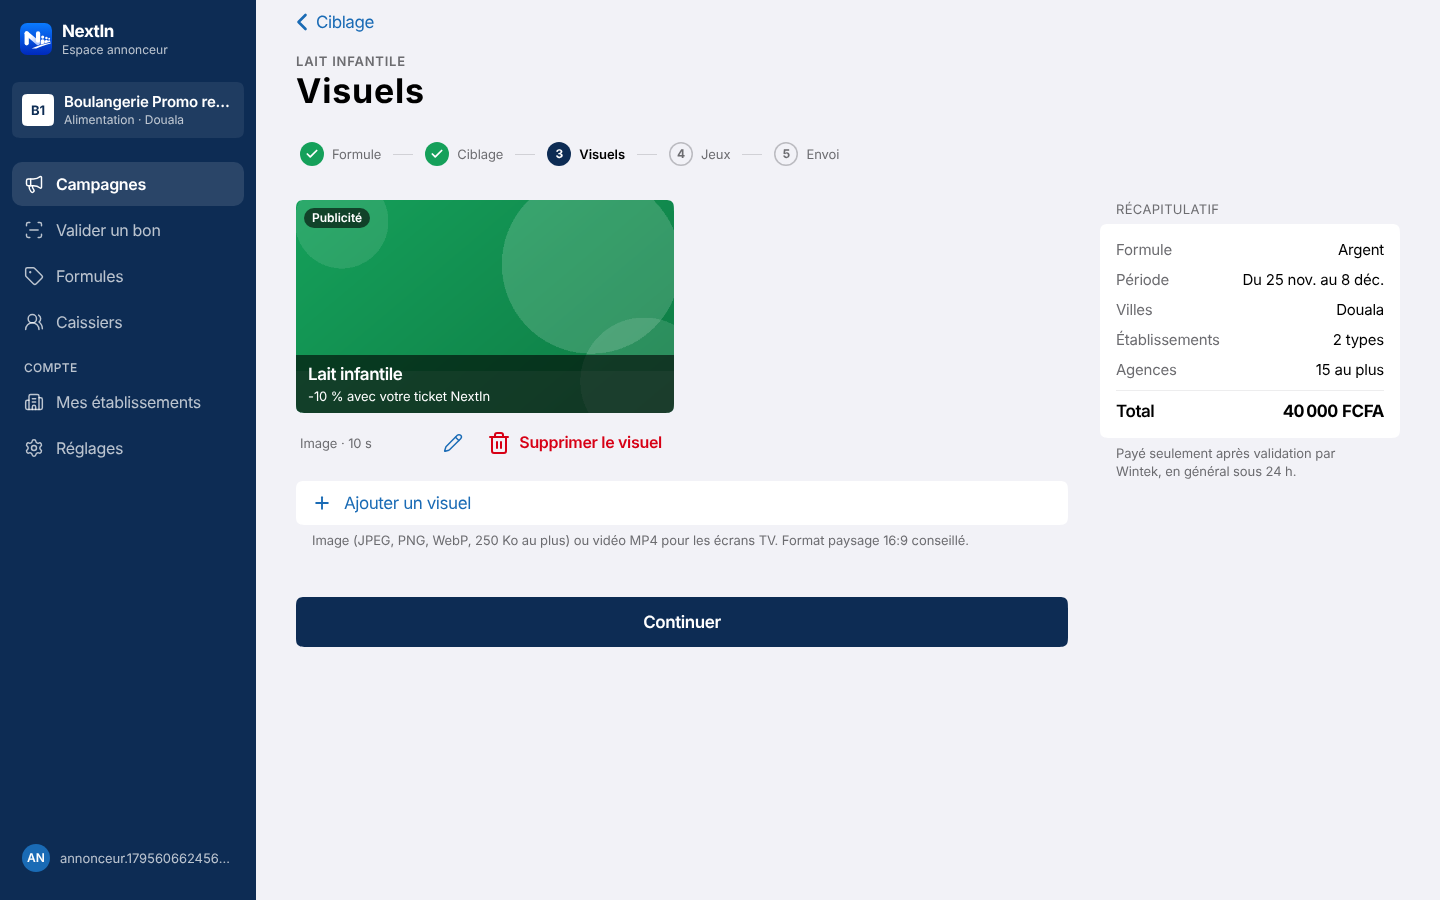 NextIn
Espace annonceur
B1
Boulangerie Promo re...
Alimentation · Douala
Campagnes
Valider un bon
Formules
Caissiers
COMPTE
Mes établissements
Réglages
AN
annonceur.179560662456...
Ciblage
LAIT INFANTILE
Visuels
Formule
Ciblage
3 Visuels
4 Jeux
5 Envoi
Publicité
Lait infantile
-10 % avec votre ticket NextIn
Image · 10 s
Supprimer le visuel
Ajouter un visuel
Image (JPEG, PNG, WebP, 250 Ko au plus) ou vidéo MP4 pour les écrans TV. Format paysage 16:9 conseillé.
Continuer
RÉCAPITULATIF
Formule Argent
Période Du 25 nov. au 8 déc.
Villes Douala
Établissements 2 types
Agences 15 au plus
Total 40 000 FCFA
Payé seulement après validation par
Wintek, en général sous 24 h.